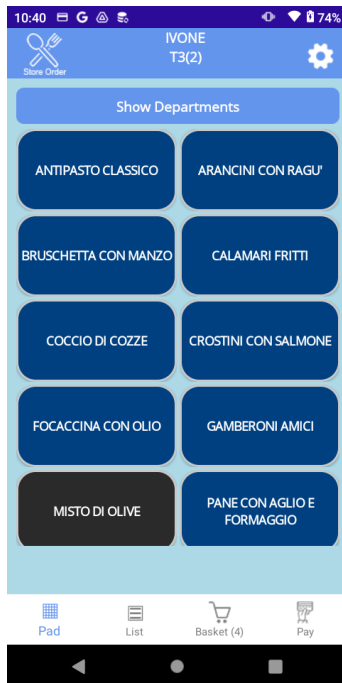 10:40 G 74%
IVONE
T3(2)
Store Order
Show Departments
ANTIPASTO CLASSICO
ARANCINI CON RAGU'
BRUSCHETTA CON MANZO
CALAMARI FRITTI
COCCIO DI COZZE
CROSTINI CON SALMONE
FOCACCINA CON OLIO
GAMBERONI AMICI
MISTO DI OLIVE
PANE CON AGLIO E
FORMAGGIO
Pad
List
Basket (4)
Pay